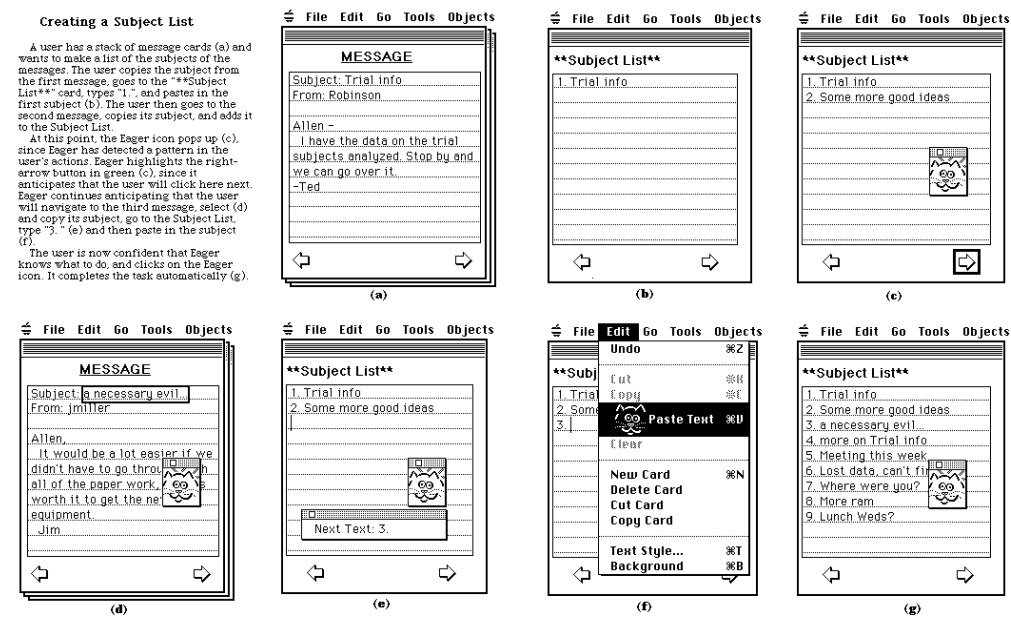 Creating a Subject List
A user has a stack of message cards (a) and
wants to make a list of the subjects of the
messages. The user copies the subject from
the first message, goes to the "**Subject
List**" card, types "1.", and pastes in the
first subject (b). The user then goes to the
second message, copies its subject, and adds it
to the Subject List.
At this point, the Eager icon pops up (c),
since Eager has detected a pattern in the
user's actions. Eager highlights the right-
arrow button in green (c), since it
anticipates that the user will click here next.
Eager continues anticipating that the user
will navigate to the third message, select (d)
and copy its subject, go to the Subject List,
type "3. " (e) and then paste in the subject
(f).
The user is now confident that Eager
knows what to do, and clicks on the Eager
icon. It completes the task automatically (g).
File Edit Go Tools Objects
MESSAGE
Subject: Trial info
From: Robinson
Allen -
I have the data on the trial
subjects analyzed. Stop by and
we can go over it.
-Ted
(a)
File Edit Go Tools Objects
**Subject List**
1. Trial info
(b)
File Edit Go Tools Objects
**Subject List**
1. Trial info
2. Some more good ideas
(c)
File Edit Go Tools Objects
MESSAGE
Subject: a necessary evil...
From: jmiller
Allen,
It would be a lot easier if we
didn't have to go throu h
all of the paper work, s
worth it to get the ne
equipment.
Jim
(d)
File Edit Go Tools Objects
**Subject List**
1. Trial info
2. Some more good ideas
Next Text: 3.
(e)
File Edit Go Tools Objects
**Subj
1. Tria
2. Some
3.
Undo ⌘Z
Cut ⌘X
Copy ⌘C
Paste Text ⌘V
Clear
New Card ⌘N
Delete Card
Cut Card
Copy Card
Text Style... ⌘T
Background ⌘B
(f)
File Edit Go Tools Objects
**Subject List**
1. Trial info
2. Some more good ideas
3. a necessary evil...
4. more on Trial info
5. Meeting this week
6. Lost data, can't fi
7. Where were you?
8. More ram
9. Lunch Weds?
(g)